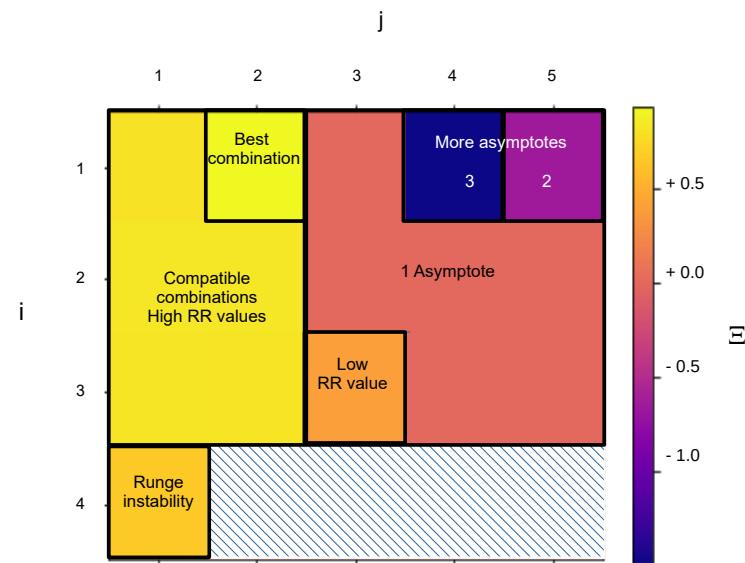 j
1 2 3 4 5
1
Best
combination
More asymptotes
3 2
+ 0.5
2
Compatible
combinations
High RR values
1 Asymptote
+ 0.0
i
Ξ
3
Low
RR value
- 0.5
- 1.0
4
Runge
instability